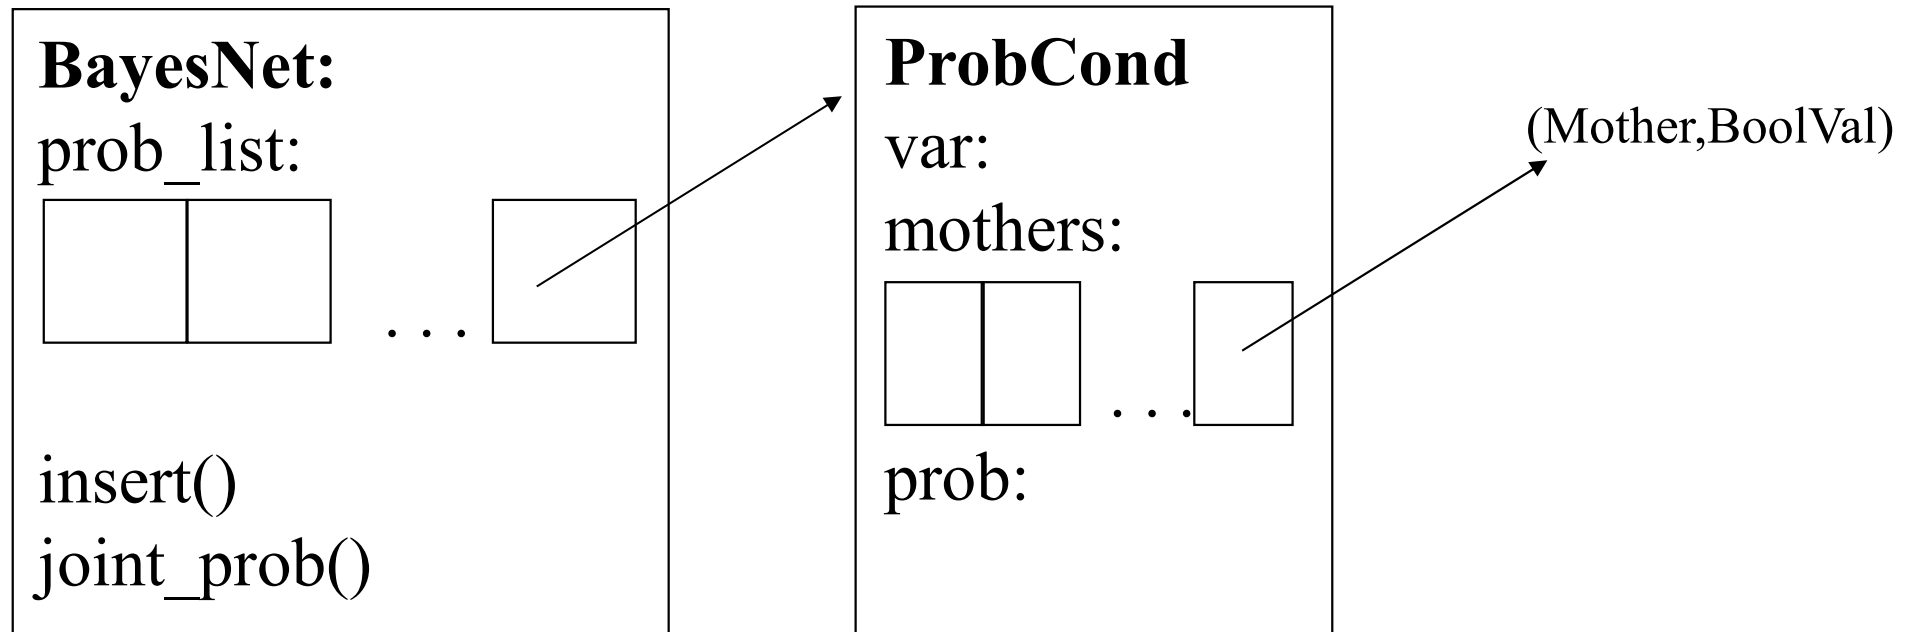 BayesNet:
prob_list:
. . .
insert()
joint_prob()
ProbCond
var:
mothers:
. . .
prob:
(Mother,BoolVal)